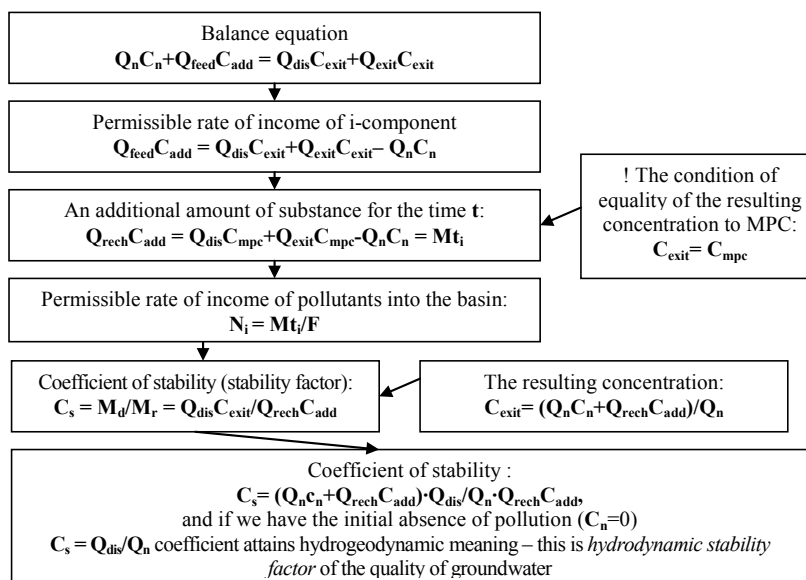 Balance equation
QnCn+QfeedCadd = QdisCexit+QexitCexit
Permissible rate of income of i-component
QfeedCadd = QdisCexit+QexitCexit– QnCn
! The condition of
equality of the resulting
concentration to MPC:
Cexit= Cmpc
An additional amount of substance for the time t:
QrechCadd = QdisCmpc+QexitCmpc-QnCn = Mti
Permissible rate of income of pollutants into the basin:
Ni = Mti/F
Coefficient of stability (stability factor):
Cs = Md/Mr = QdisCexit/QrechCadd
The resulting concentration:
Cexit= (QnCn+QrechCadd)/Qn
Coefficient of stability :
Cs= (Qncn+QrechCadd)·Qdis/Qn·QrechCadd,
and if we have the initial absence of pollution (Cn=0)
Cs = Qdis/Qn coefficient attains hydrogeodynamic meaning – this is hydrodynamic stability
factor of the quality of groundwater